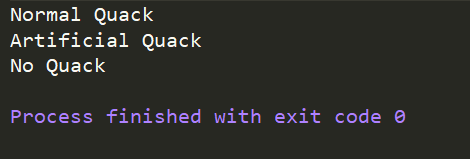 Normal Quack
Artificial Quack
No Quack
Process finished with exit code 0